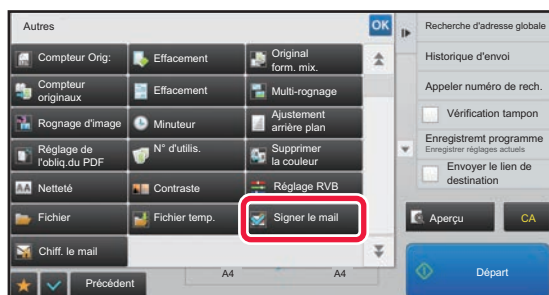 Autres
OK
Compteur Orig:
Effacement
Original
form. mix.
Compteur
originaux
Effacement
Multi-rognage
Rognage d'image
Minuteur
Ajustement
arrière plan
Réglage de
l'obliq.du PDF
N° d'utilis.
Supprimer
la couleur
AA
Netteté
Contraste
Réglage RVB
Fichier
Fichier temp.
Signer le mail
Chiff. le mail
Précédent
A4
A4
Recherche d'adresse globale
Historique d'envoi
Appeler numéro de rech.
Vérification tampon
Enregistremt programme
Enregistrer réglages actuels
Envoyer le lien de
destination
Aperçu
CA
Départ